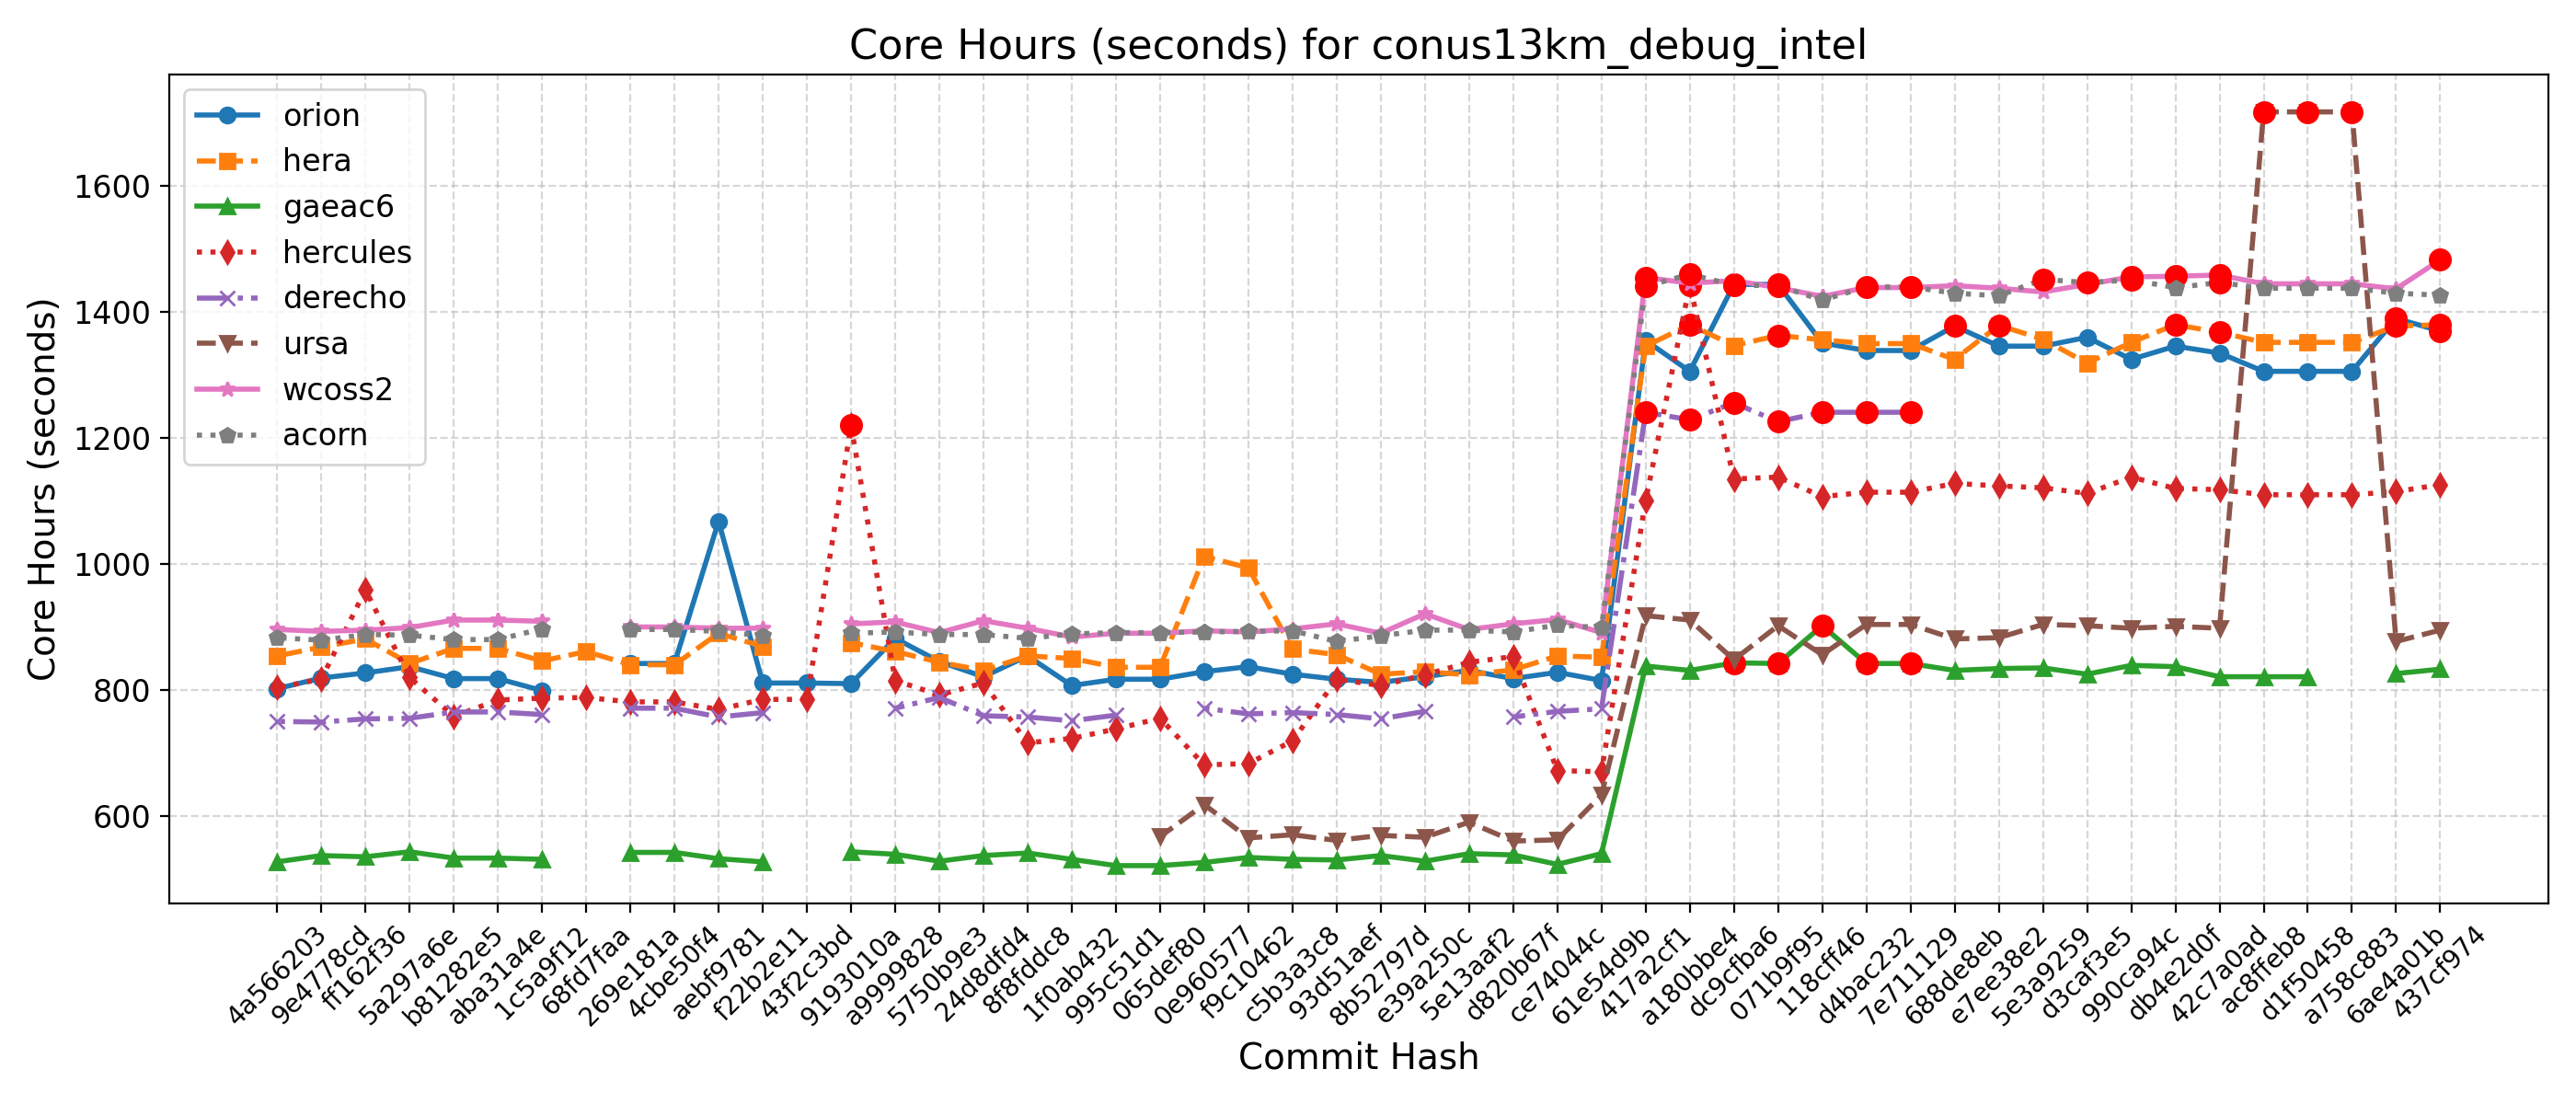 Core Hours (seconds) for conus13km_debug_intel
Core Hours (seconds)
1600
1400
1200
1000
800
600
orion
hera
gaeac6
hercules
derecho
ursa
wcoss2
acorn
4a566203
9e4778cd
ff162f36
5a297a6e
b81282e5
aba31a4e
1c5a9f12
68fd7faa
269e181a
4cbe50f4
aebf9781
f22b2e11
43f2c3bd
9193010a
a9999828
5750b9e3
24d8dfd4
8f8fddc8
1f0ab432
995c51d1
065def80
0e960577
f9c10462
c5b3a3c8
93d51aef
8b52797d
e39a250c
5e13aaf2
d820b67f
ce74044c
61e54d9b
417a2cf1
a180bbe4
dc9cfba6
071b9f95
118cff46
d4bac232
7e711129
688de8eb
e7ee38e2
5e3a9259
d3caf3e5
990ca94c
db4e2d0f
42c7a0ad
ac8ffeb8
d1f50458
a758c883
6ae4a01b
437cf974
Commit Hash